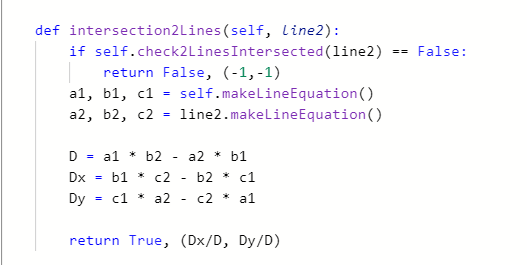 def intersection2Lines(self, line2):
    if self.check2LinesIntersected(line2) == False:
        return False, (-1,-1)
    a1, b1, c1 = self.makeLineEquation()
    a2, b2, c2 = line2.makeLineEquation()

    D = a1 * b2 - a2 * b1
    Dx = b1 * c2 - b2 * c1
    Dy = c1 * a2 - c2 * a1

    return True, (Dx/D, Dy/D)